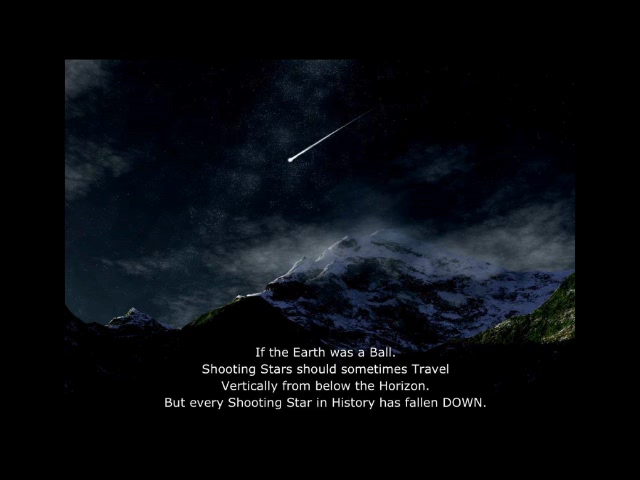 If the Earth was a Ball.
Shooting Stars should sometimes Travel
Vertically from below the Horizon.
But every Shooting Star in History has fallen DOWN.